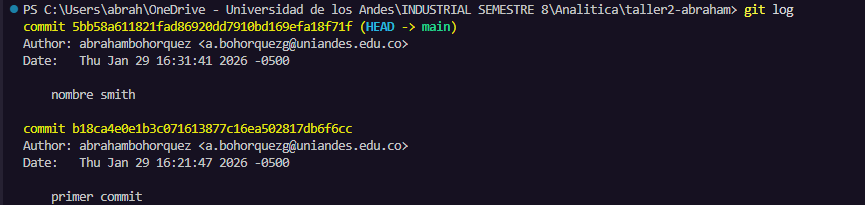 PS C:\Users\abrah\OneDrive - Universidad de los Andes\INDUSTRIAL SEMESTRE 8\Analitica\taller2-abraham> git log
commit 5bb58a611821fad86920dd7910bd169efa18f71f (HEAD -> main)
Author: abrahambohorquez <a.bohorquezg@uniandes.edu.co>
Date:   Thu Jan 29 16:31:41 2026 -0500
nombre smith
commit b18ca4e0e1b3c071613877c16ea502817db6f6cc
Author: abrahambohorquez <a.bohorquezg@uniandes.edu.co>
Date:   Thu Jan 29 16:21:47 2026 -0500
primer commit